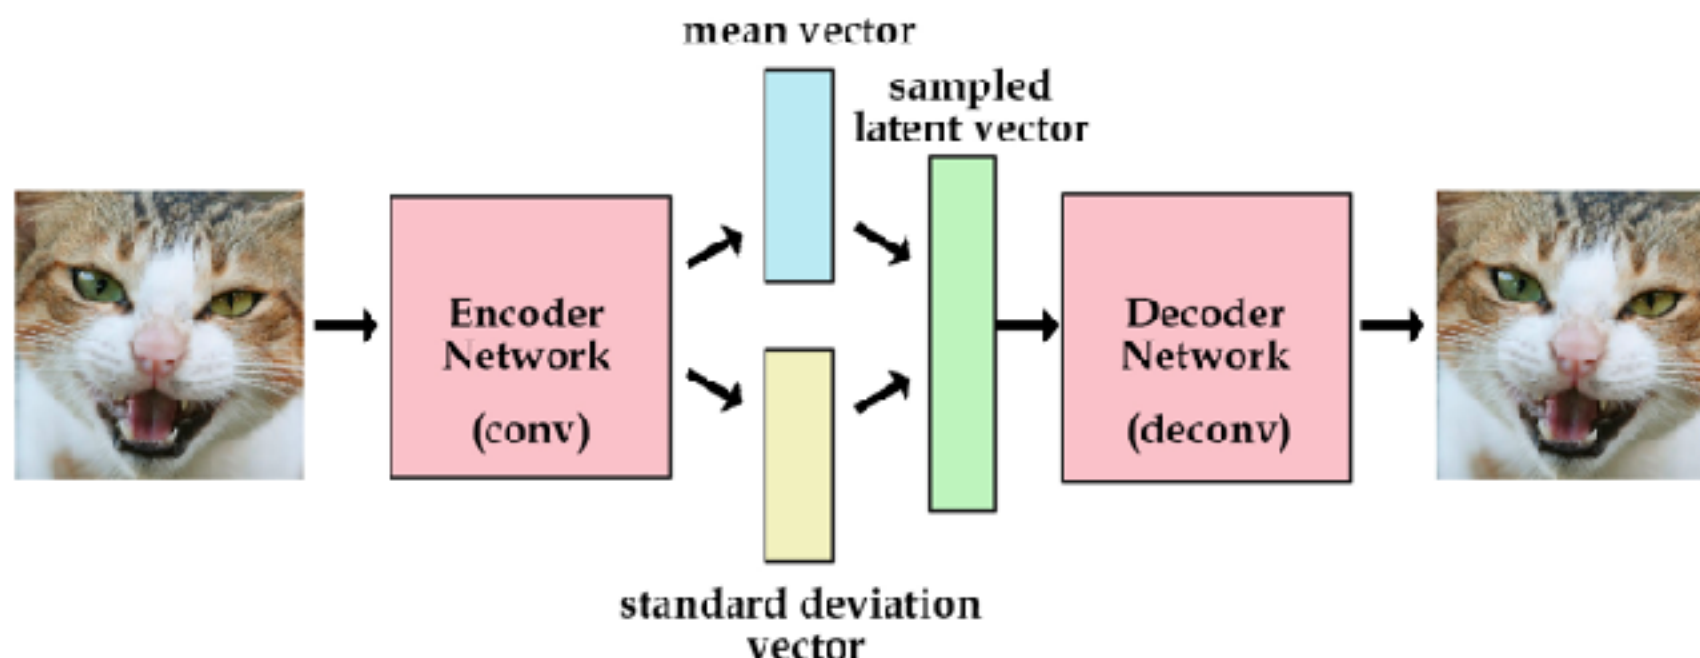 mean vector
sampled
latent vector
Encoder
Network
(conv)
Decoder
Network
(deconv)
standard deviation
vector